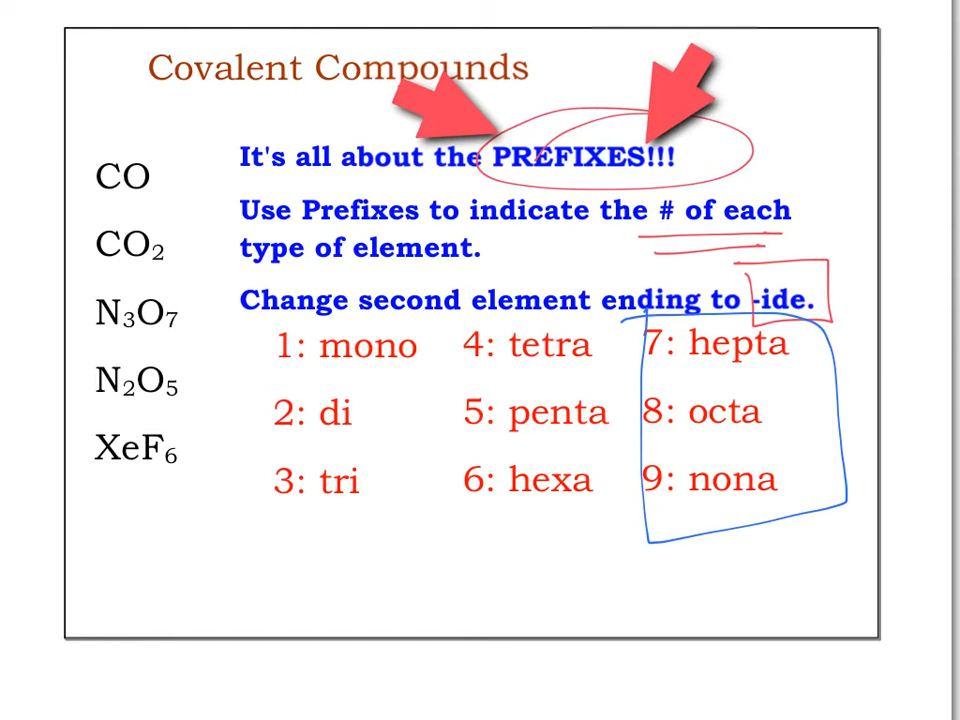 Covalent Compounds
It's all about the PREFIXES!!!
Use Prefixes to indicate the # of each
type of element.
Change second element ending to -ide.
CO
CO₂
N₃O₇
N₂O₅
XeF₆
1: mono 4: tetra 7: hepta
2: di 5: penta 8: octa
3: tri 6: hexa 9: nona